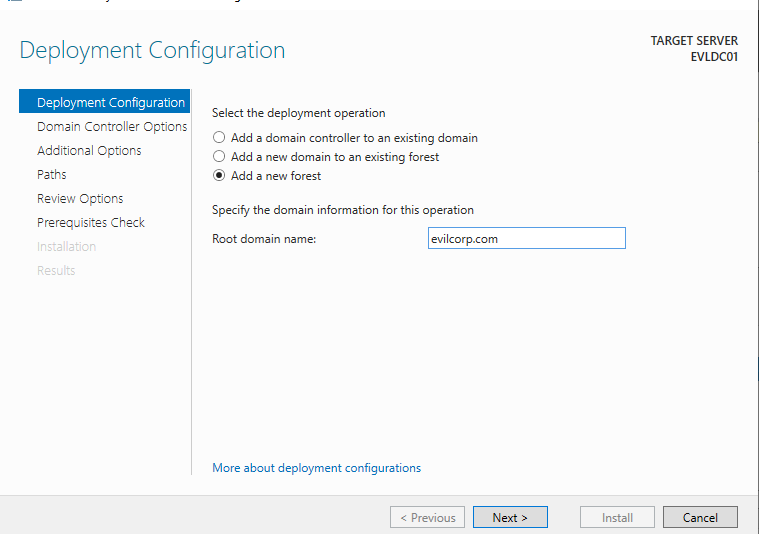 Deployment Configuration
TARGET SERVER
EVLDC01
Deployment Configuration
Domain Controller Options
Additional Options
Paths
Review Options
Prerequisites Check
Installation
Results
Select the deployment operation
Add a domain controller to an existing domain
Add a new domain to an existing forest
Add a new forest
Specify the domain information for this operation
Root domain name:
evilcorp.com
More about deployment configurations
< Previous
Next >
Install
Cancel